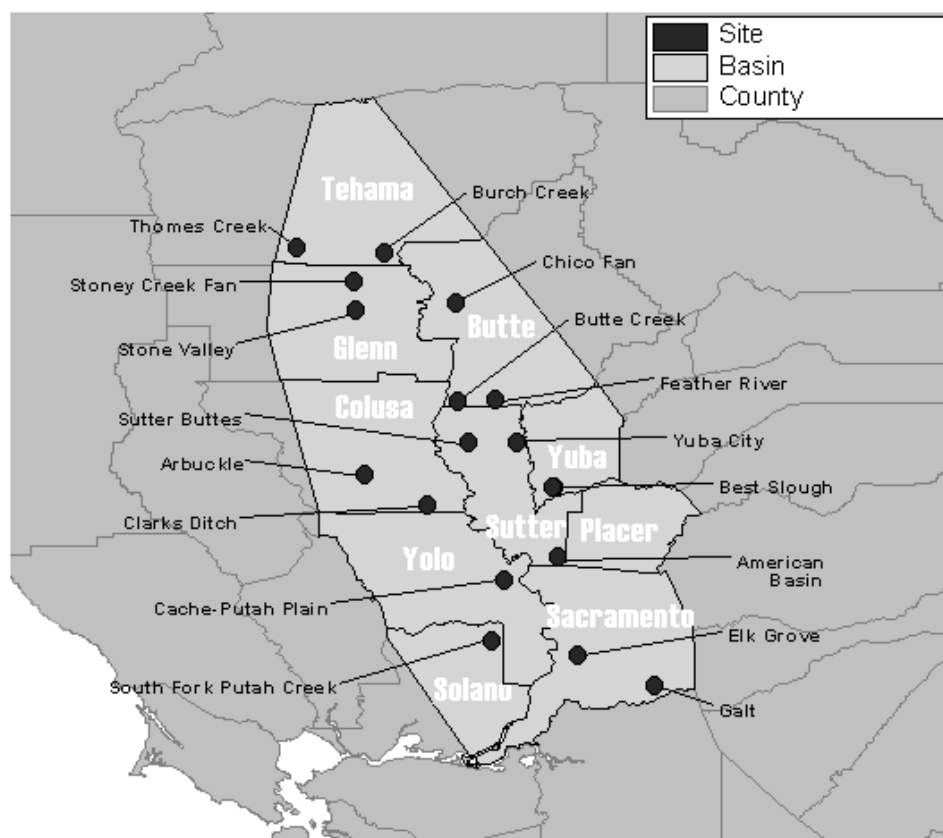 Site
Basin
County
Tehama
Burch Creek
Thomes Creek
Chico Fan
Stoney Creek Fan
Butte
Butte Creek
Stone Valley
Glenn
Feather River
Colusa
Sutter Buttes
Yuba City
Yuba
Arbuckle
Best Slough
Clarks Ditch
Sutter
Placer
Yolo
American
Basin
Cache-Putah Plain
Sacramento
Elk Grove
South Fork Putah Creek
Solano
Galt